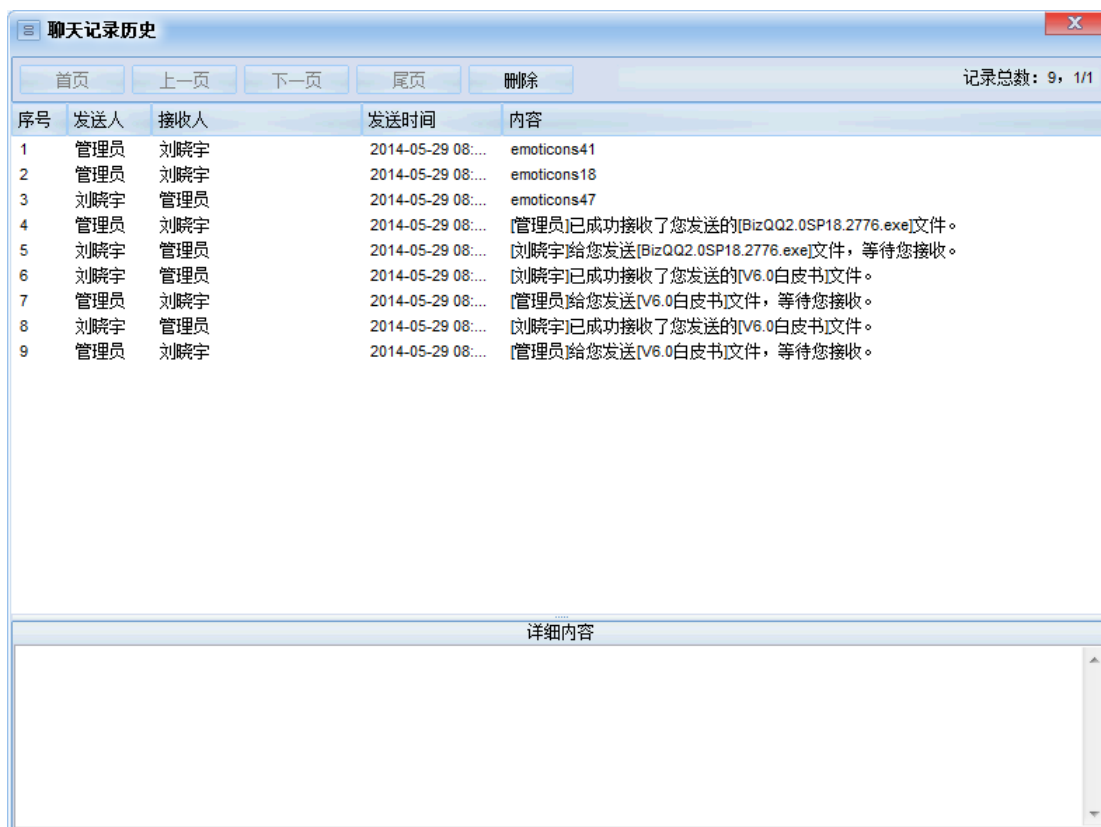 聊天记录历史
首页 上一页 下一页 尾页 删除 记录总数：9，1/1
序号 发送人 接收人 发送时间 内容
1 管理员 刘晓宇 2014-05-29 08:... emoticons41
2 管理员 刘晓宇 2014-05-29 08:... emoticons18
3 刘晓宇 管理员 2014-05-29 08:... emoticons47
4 管理员 刘晓宇 2014-05-29 08:... [管理员]已成功接收了您发送的[BizQQ2.0SP18.2776.exe]文件。
5 刘晓宇 管理员 2014-05-29 08:... [刘晓宇]给您发送[BizQQ2.0SP18.2776.exe]文件，等待您接收。
6 刘晓宇 管理员 2014-05-29 08:... [刘晓宇]已成功接收了您发送的[V6.0白皮书]文件。
7 管理员 刘晓宇 2014-05-29 08:... [管理员]给您发送[V6.0白皮书]文件，等待您接收。
8 刘晓宇 管理员 2014-05-29 08:... [刘晓宇]已成功接收了您发送的[V6.0白皮书]文件。
9 管理员 刘晓宇 2014-05-29 08:... [管理员]给您发送[V6.0白皮书]文件，等待您接收。
详细内容